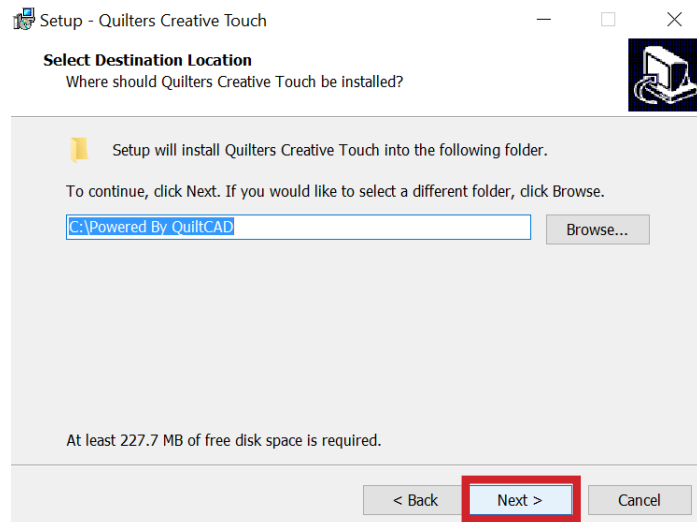 Setup - Quilters Creative Touch
Select Destination Location
Where should Quilters Creative Touch be installed?
Setup will install Quilters Creative Touch into the following folder.
To continue, click Next. If you would like to select a different folder, click Browse.
C:\Powered By QuiltCAD
Browse...
At least 227.7 MB of free disk space is required.
< Back
Next >
Cancel